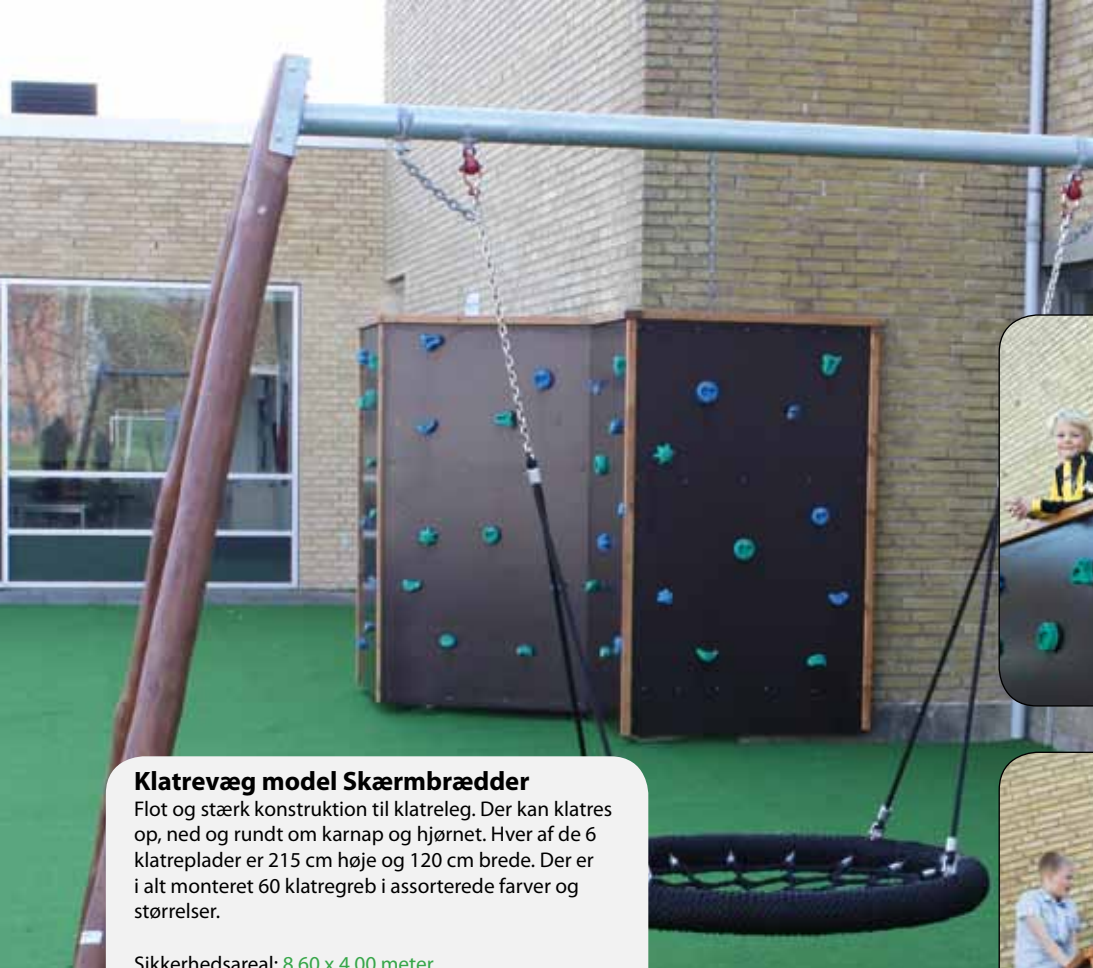 Klatrevæg model Skærmbrædder
Flot og stærk konstruktion til klatreleg. Der kan klatres
op, ned og rundt om karnap og hjørnet. Hver af de 6
klatreplader er 215 cm høje og 120 cm brede. Der er
i alt monteret 60 klatregreb i assorterede farver og
størrelser.
Sikkerhedsareal: 8,60 x 4,00 meter